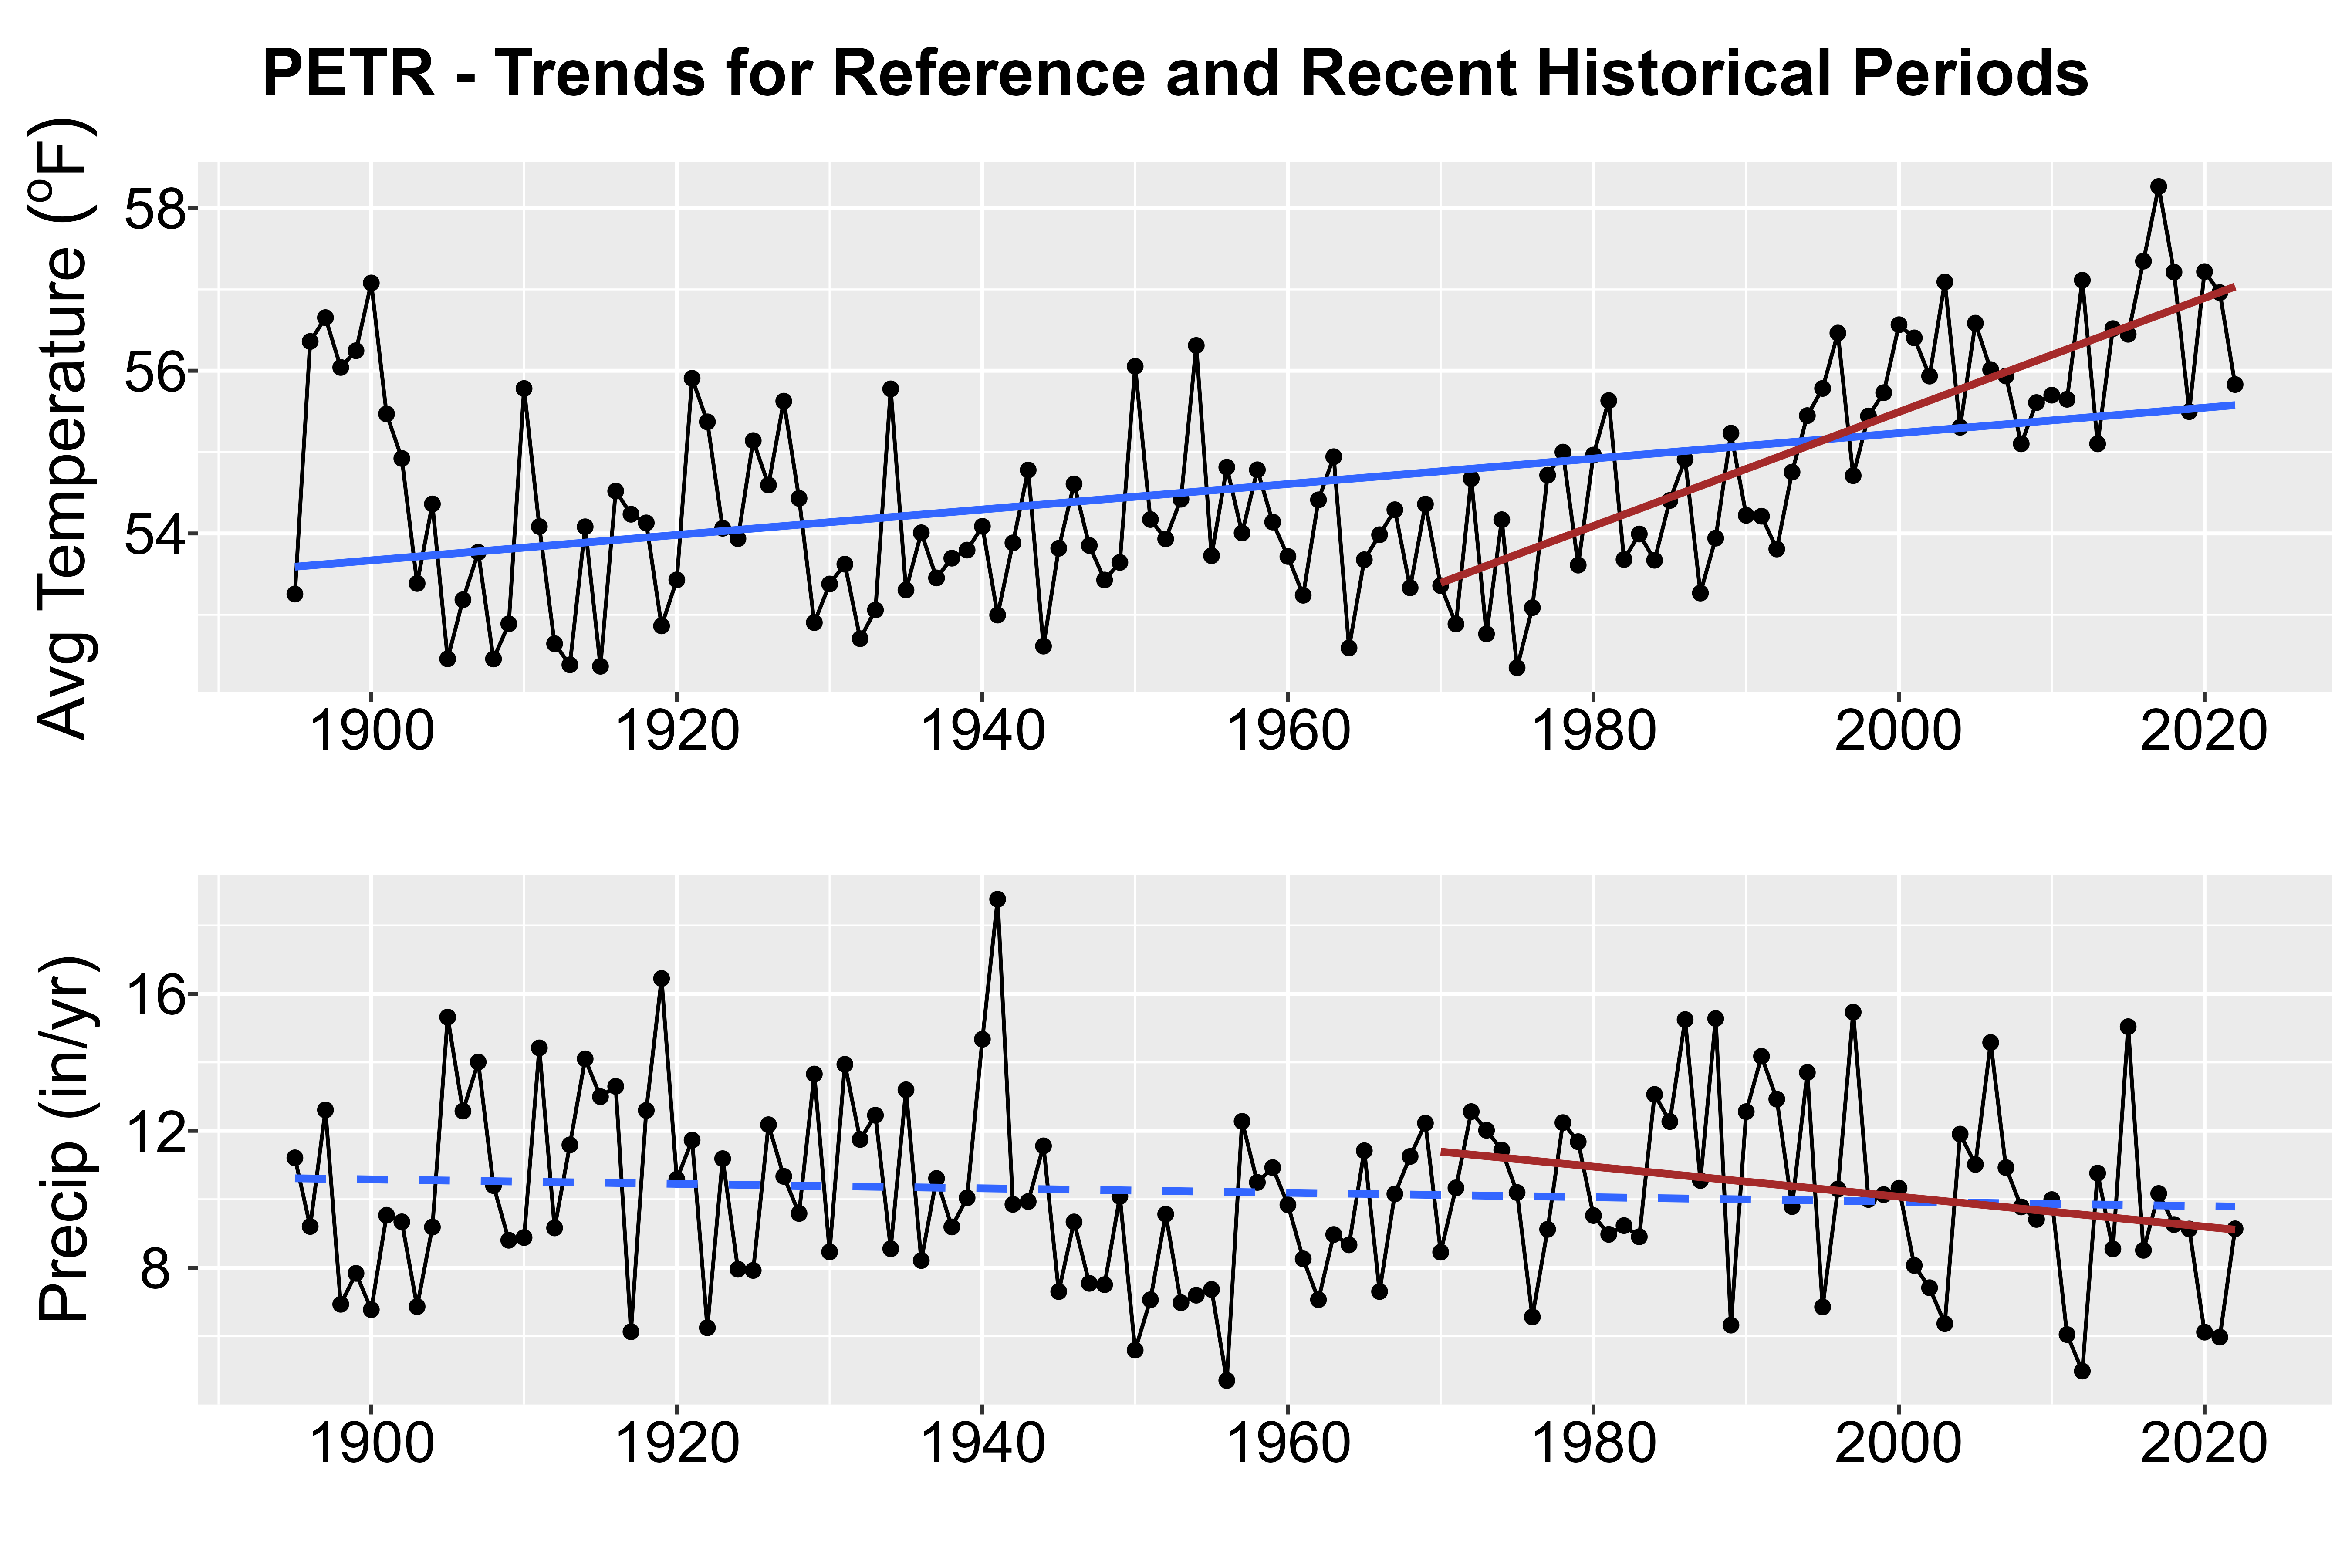 PETR - Trends for Reference and Recent Historical Periods
Avg Temperature (°F)
58
56
54
1900 1920 1940 1960 1980 2000 2020
Precip (in/yr)
16
12
8
1900 1920 1940 1960 1980 2000 2020